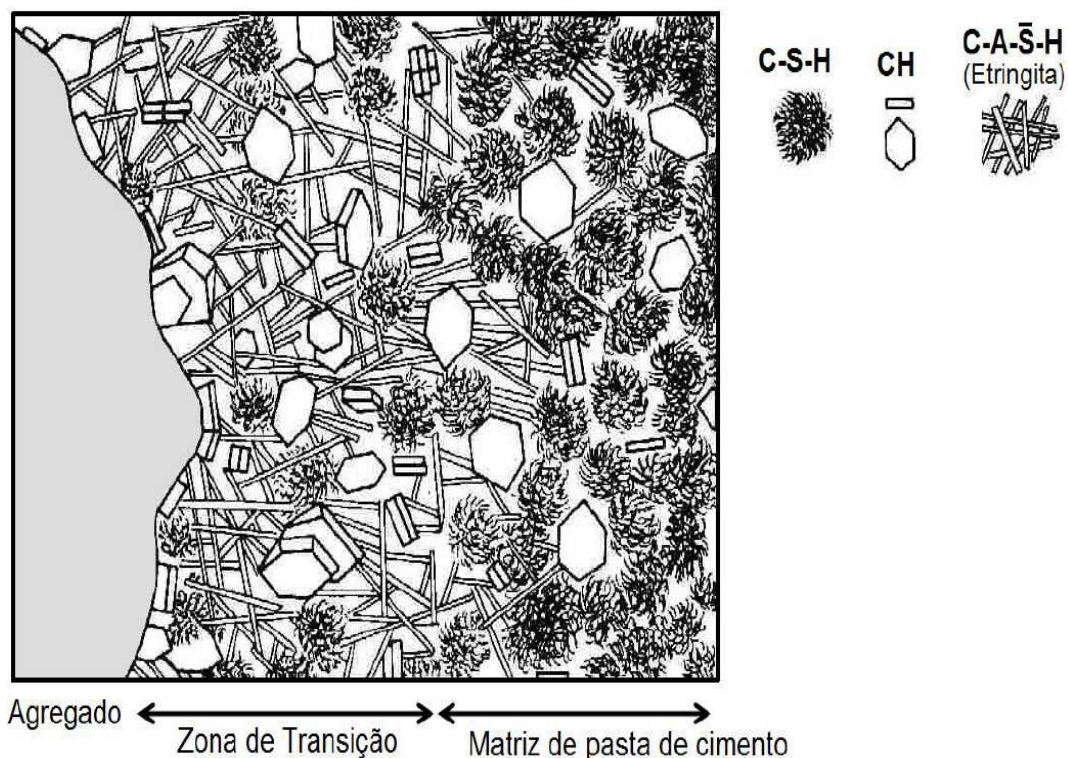 C-S-H
CH
C-A-S̄-H
(Etringita)
Agregado
Zona de Transição
Matriz de pasta de cimento